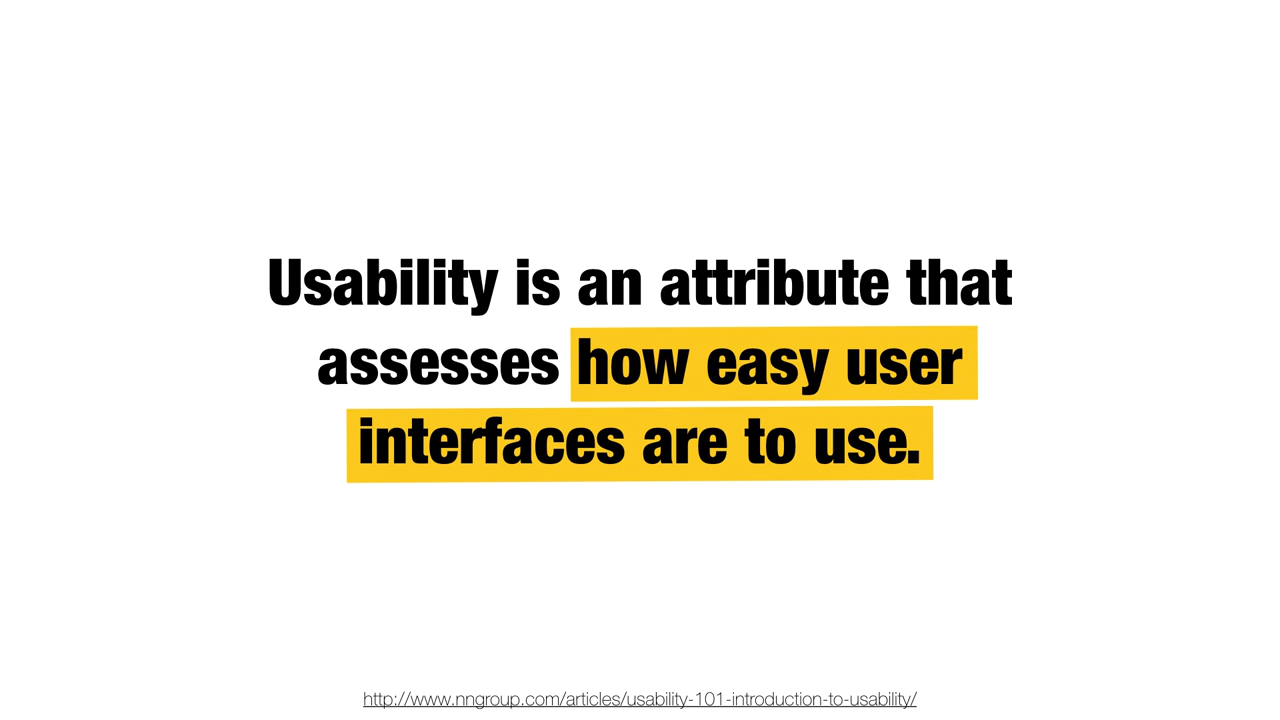 Usability is an attribute that
assesses how easy user
interfaces are to use.
http://www.nngroup.com/articles/usability-101-introduction-to-usability/